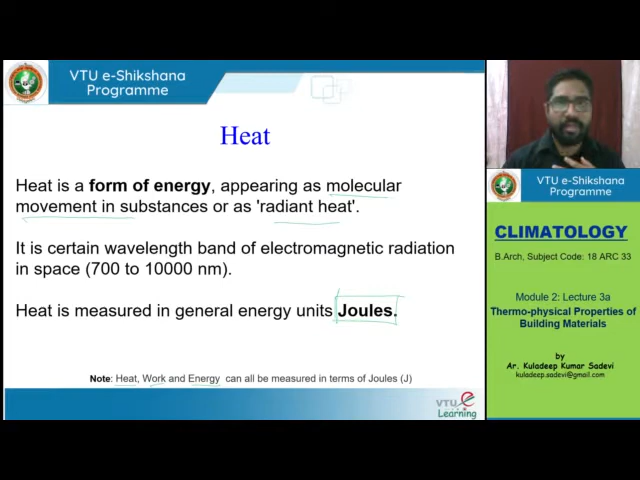 VTU e-Shikshana
Programme
Heat
Heat is a form of energy, appearing as molecular
movement in substances or as 'radiant heat'.
It is certain wavelength band of electromagnetic radiation
in space (700 to 10000 nm).
Heat is measured in general energy units Joules.
Note: Heat, Work and Energy can all be measured in terms of Joules (J)
VTU e
Learning
VTU e-Shikshana
Programme
CLIMATOLOGY
B.Arch, Subject Code: 18 ARC 33
Module 2: Lecture 3a
Thermo-physical Properties of
Building Materials
by
Ar. Kuladeep Kumar Sadevi
kuladeep.sadevi@gmail.com